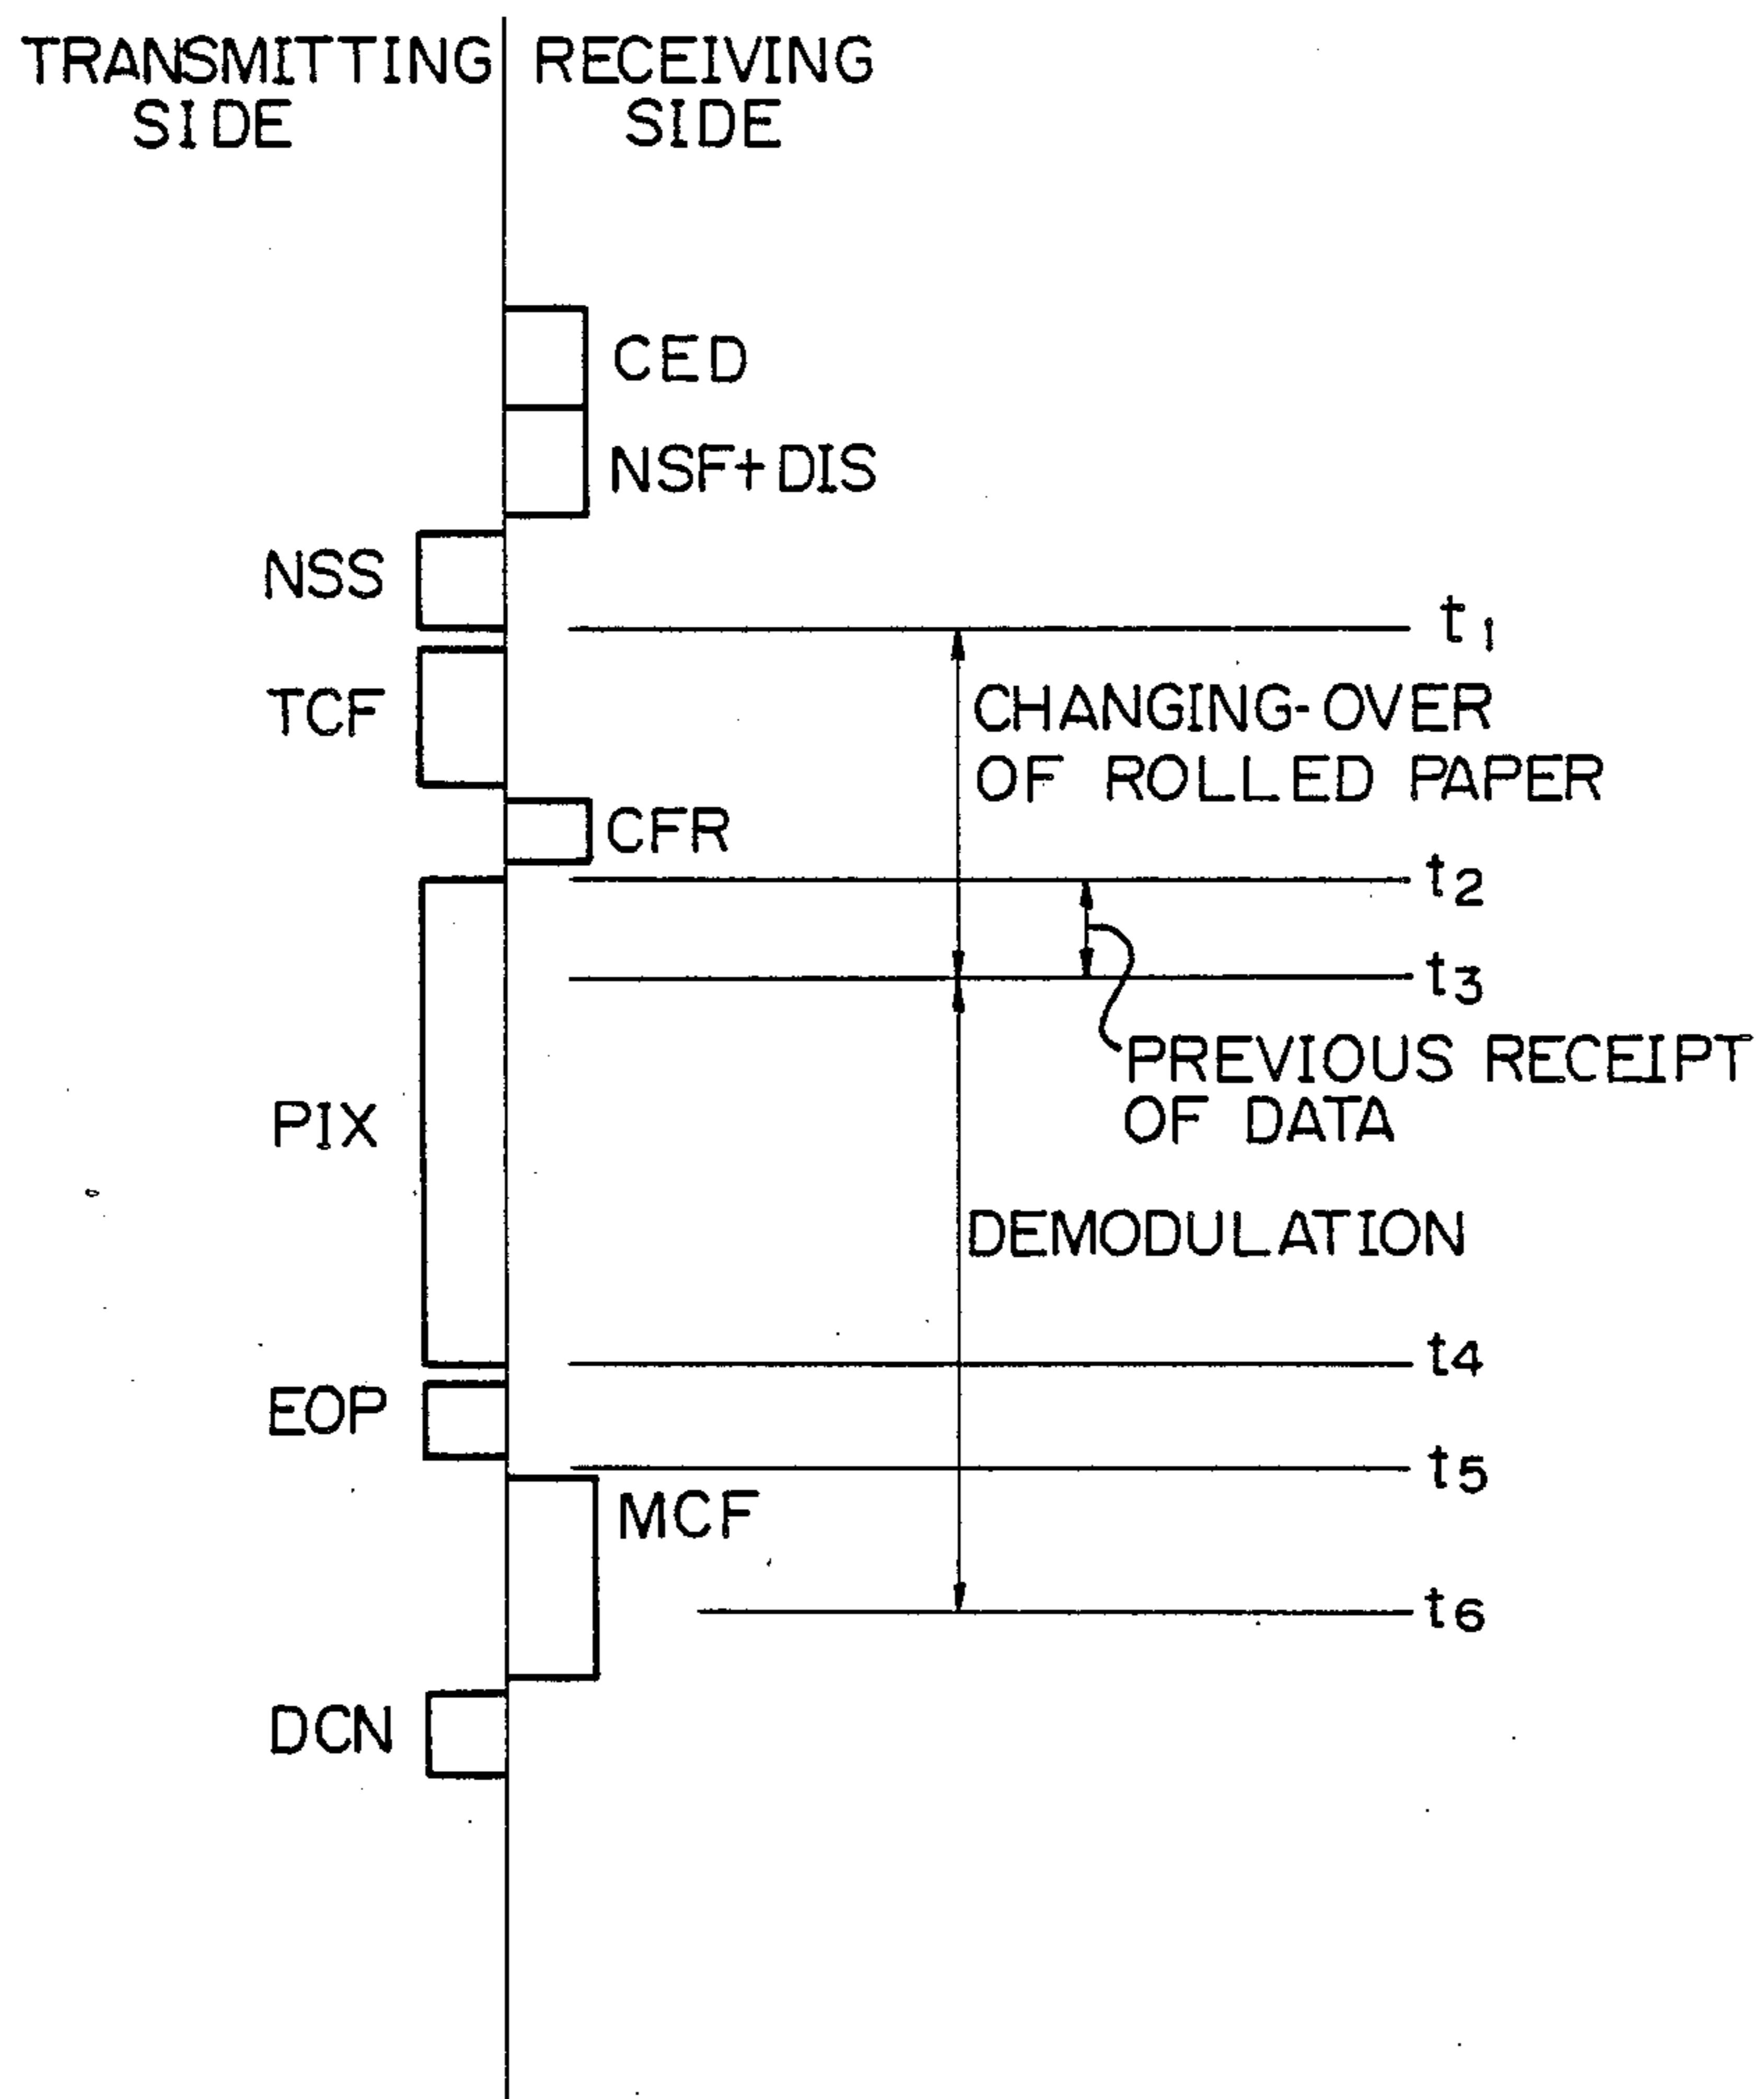 TRANSMITTING SIDE
RECEIVING SIDE
CED
NSF+DIS
NSS
t1
TCF
CHANGING-OVER
OF ROLLED PAPER
CFR
t2
t3
PREVIOUS RECEIPT
OF DATA
PIX
DEMODULATION
t4
EOP
t5
MCF
t6
DCN